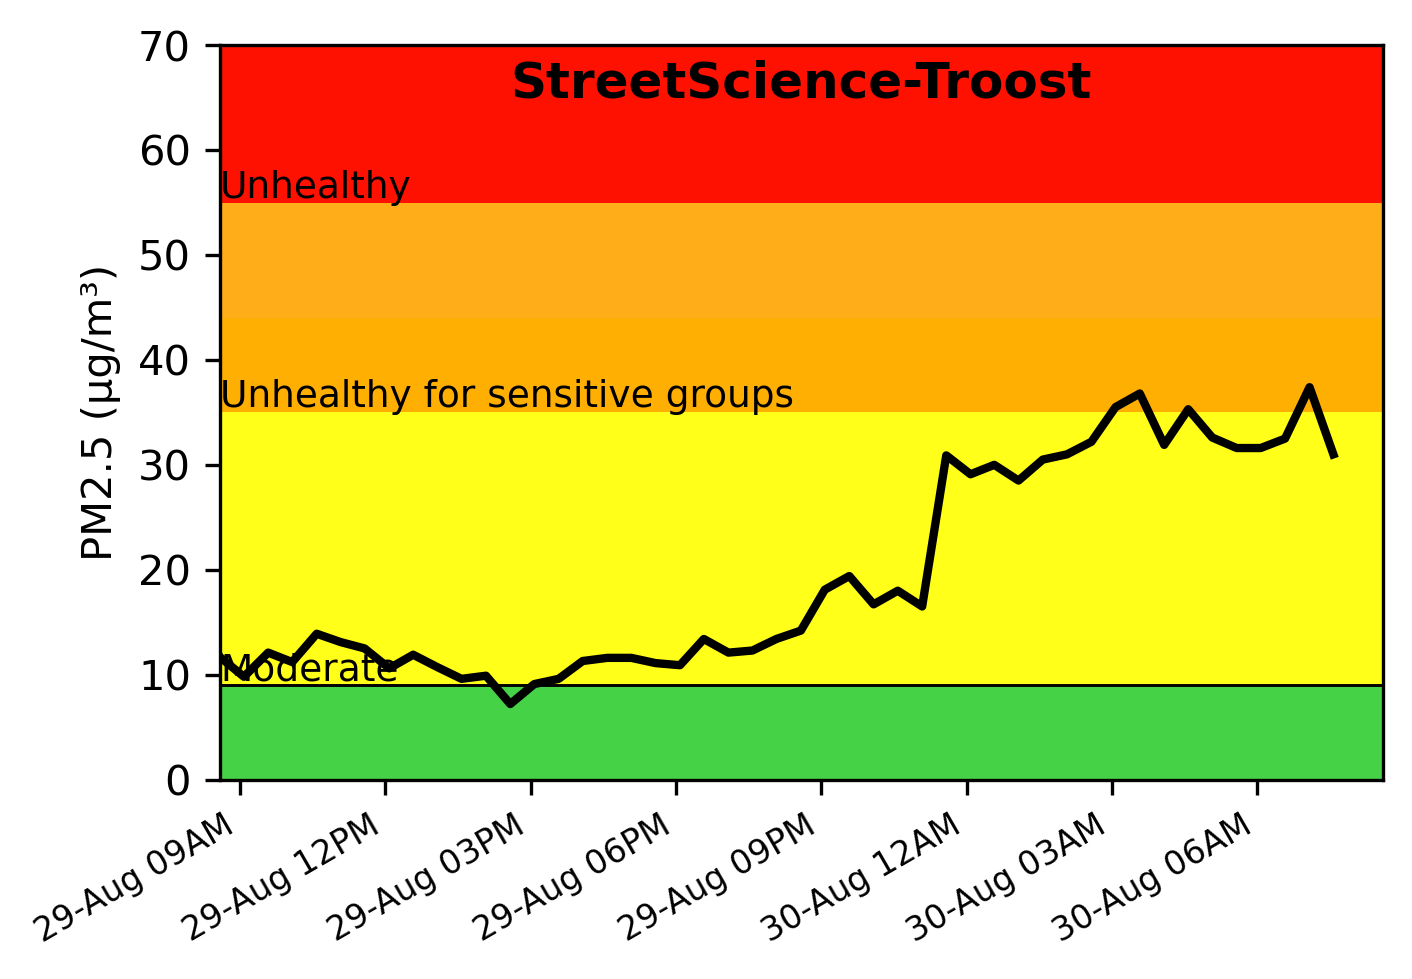 StreetScience-Troost
70
60
50
40
30
20
10
0
PM2.5 (µg/m³)
Unhealthy
Unhealthy for sensitive groups
Moderate
29-Aug 09AM
29-Aug 12PM
29-Aug 03PM
29-Aug 06PM
29-Aug 09PM
30-Aug 12AM
30-Aug 03AM
30-Aug 06AM